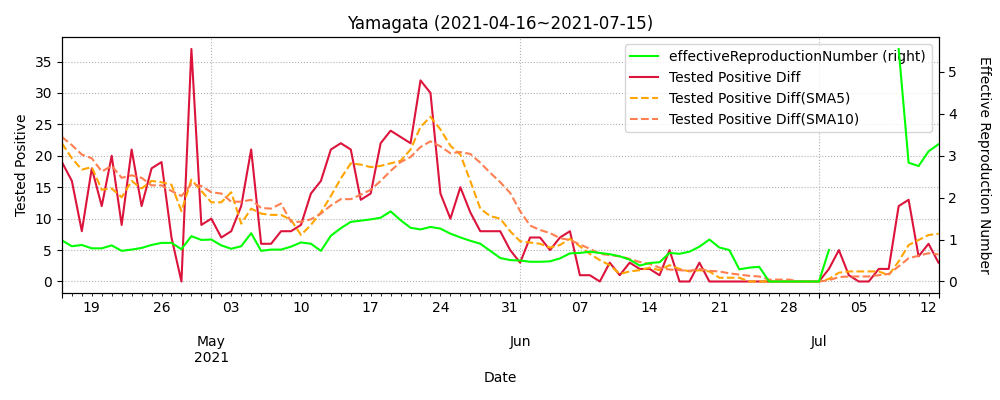 Yamagata (2021-04-16~2021-07-15)
effectiveReproductionNumber (right)
Tested Positive Diff
Tested Positive Diff(SMA5)
Tested Positive Diff(SMA10)
Tested Positive
35
30
25
20
15
10
5
0
Effective Reproduction Number
5
4
3
2
1
0
19 26 03 10 17 24 31 07 14 21 28 05 12
May Jun Jul
2021
Date